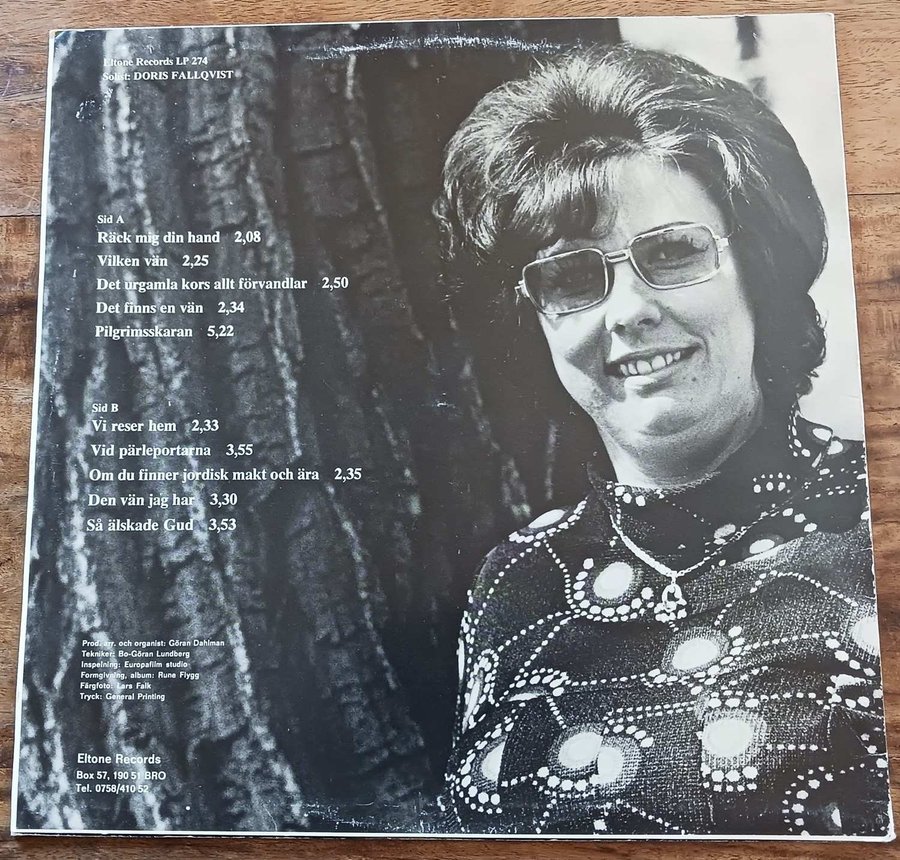 Eltone Records LP 274
Solist: DORIS FALLQVIST
Sid A
Räck mig din hand 2,08
Vilken vän 2,25
Det urgamla kors allt förvandlar 2,50
Det finns en vän 2,34
Pilgrimsskaran 5,22
Sid B
Vi reser hem 2,33
Vid pärleportarna 3,55
Om du finner jordisk makt och ära 2,35
Den vän jag har 3,30
Så älskade Gud 3,53
Prod. arr. och organist: Göran Dahlman
Tekniker: Bo-Göran Lundberg
Inspelning: Europafilm studio
Formgivning, album: Rune Flygg
Färgfoto: Lars Falk
Tryck: General Printing
Eltone Records
Box 57, 190 51 BRO
Tel. 0758/410 52